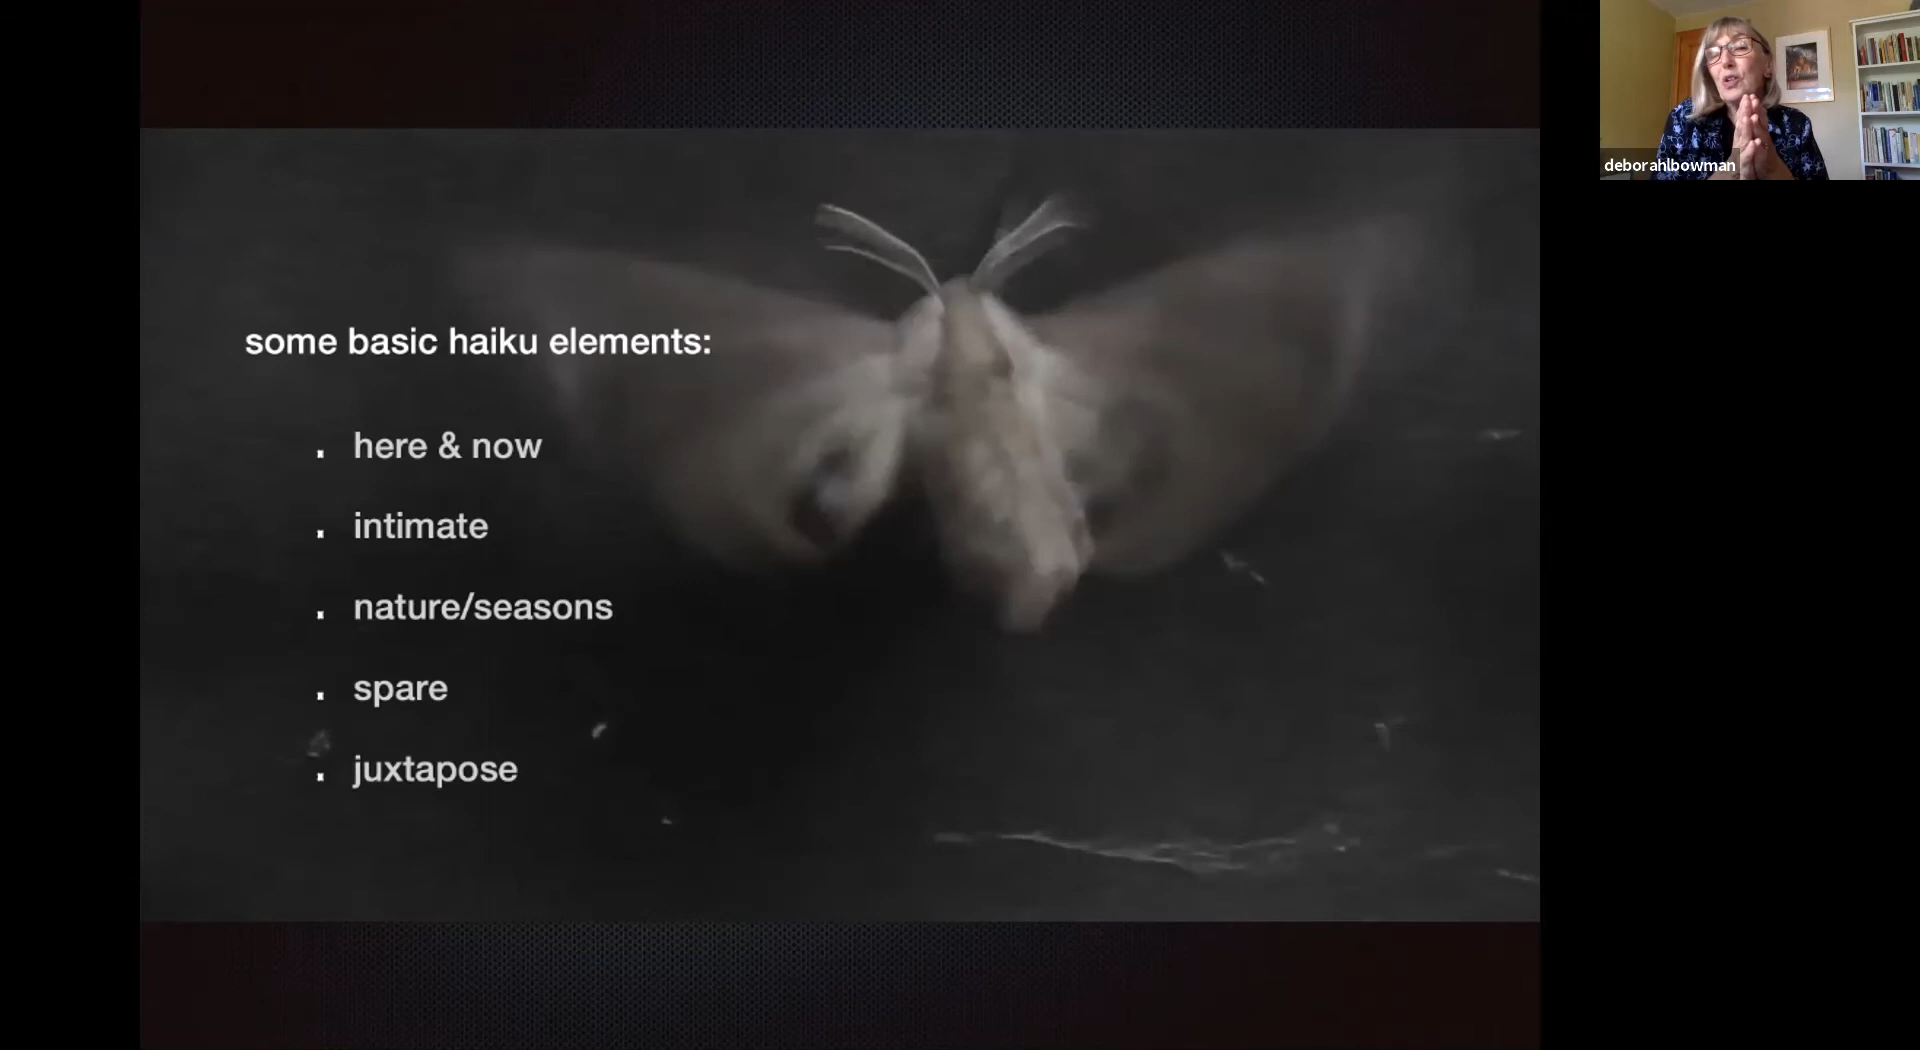 some basic haiku elements:
. here & now
. intimate
. nature/seasons
. spare
. juxtapose
deborahlbowman